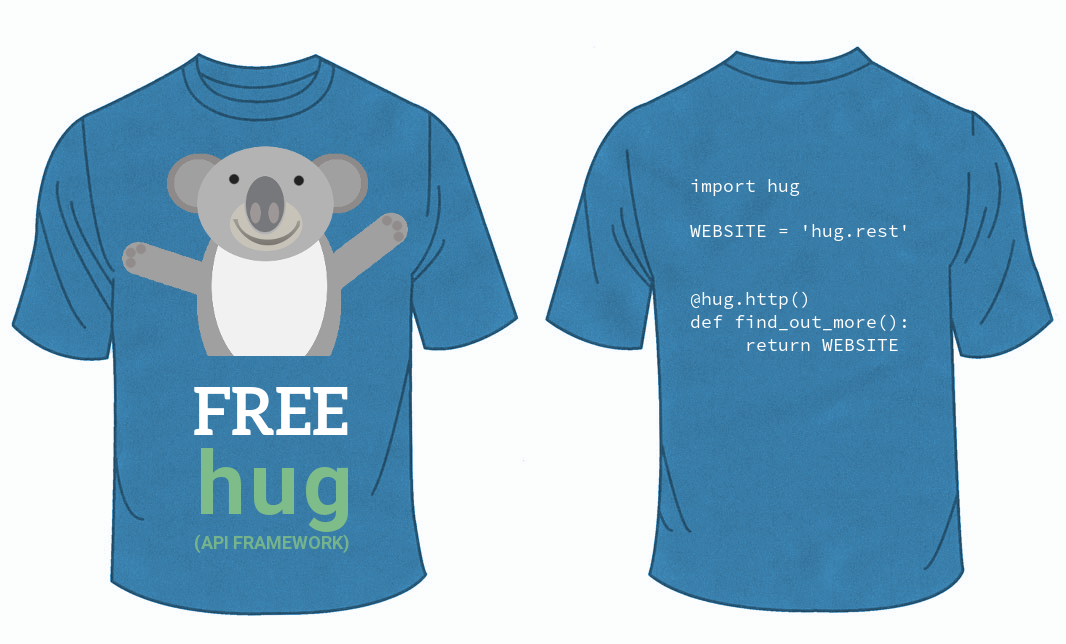 FREE
hug
(API FRAMEWORK)
import hug
WEBSITE = 'hug.rest'
@hug.http()
def find_out_more():
return WEBSITE